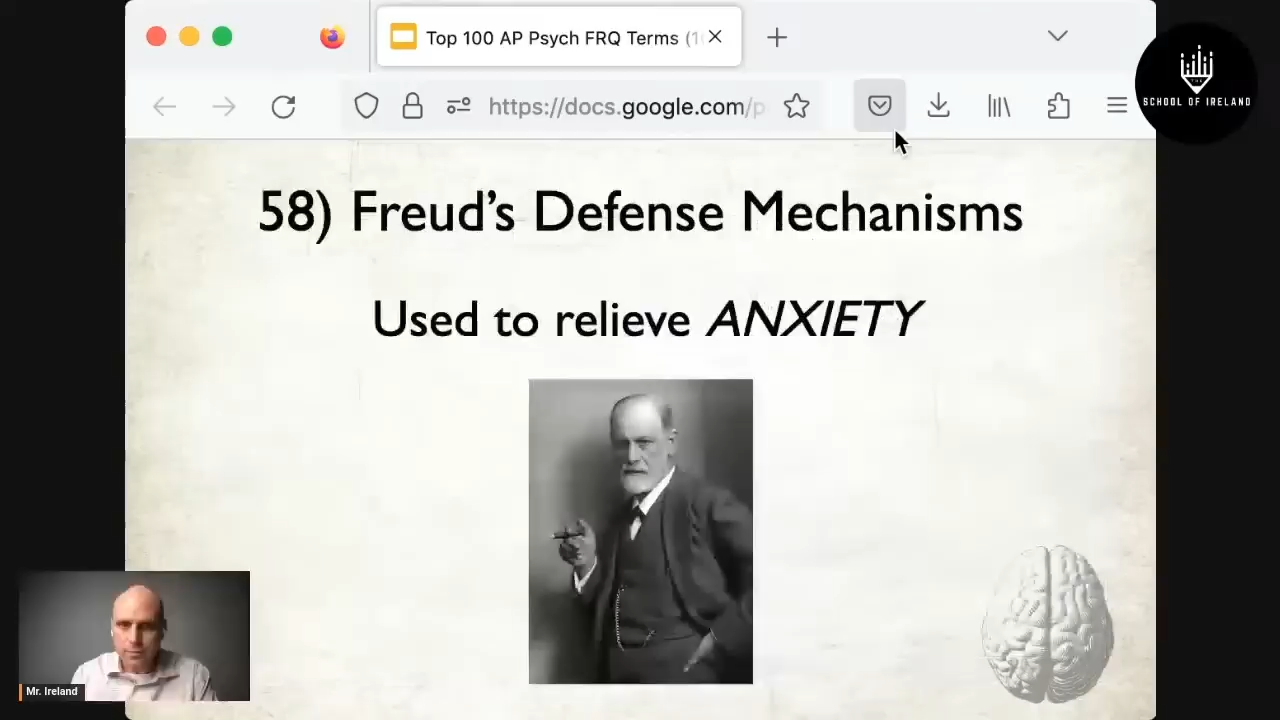 Top 100 AP Psych FRQ Terms (1
https://docs.google.com/p
THE
SCHOOL OF IRELAND
58) Freud's Defense Mechanisms
Used to relieve ANXIETY
Mr. Ireland